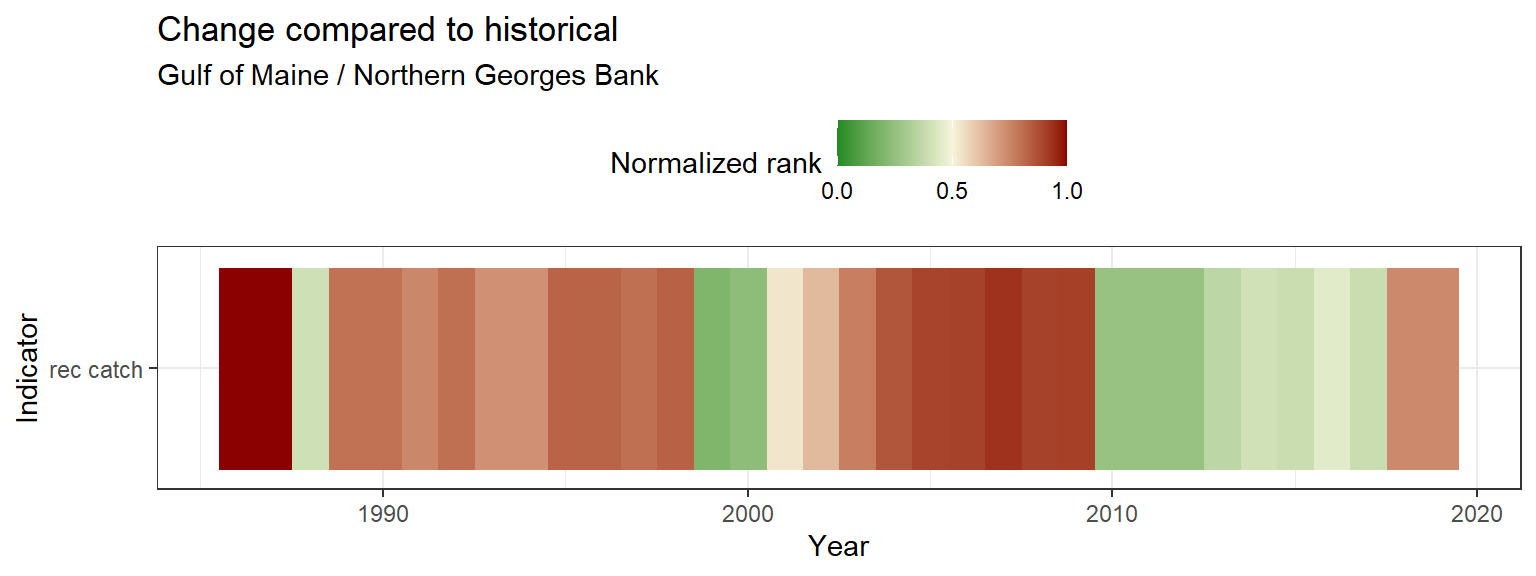 Change compared to historical
Gulf of Maine / Northern Georges Bank
Normalized rank
0.0 0.5 1.0
Indicator
rec catch
1990 2000 2010 2020
Year